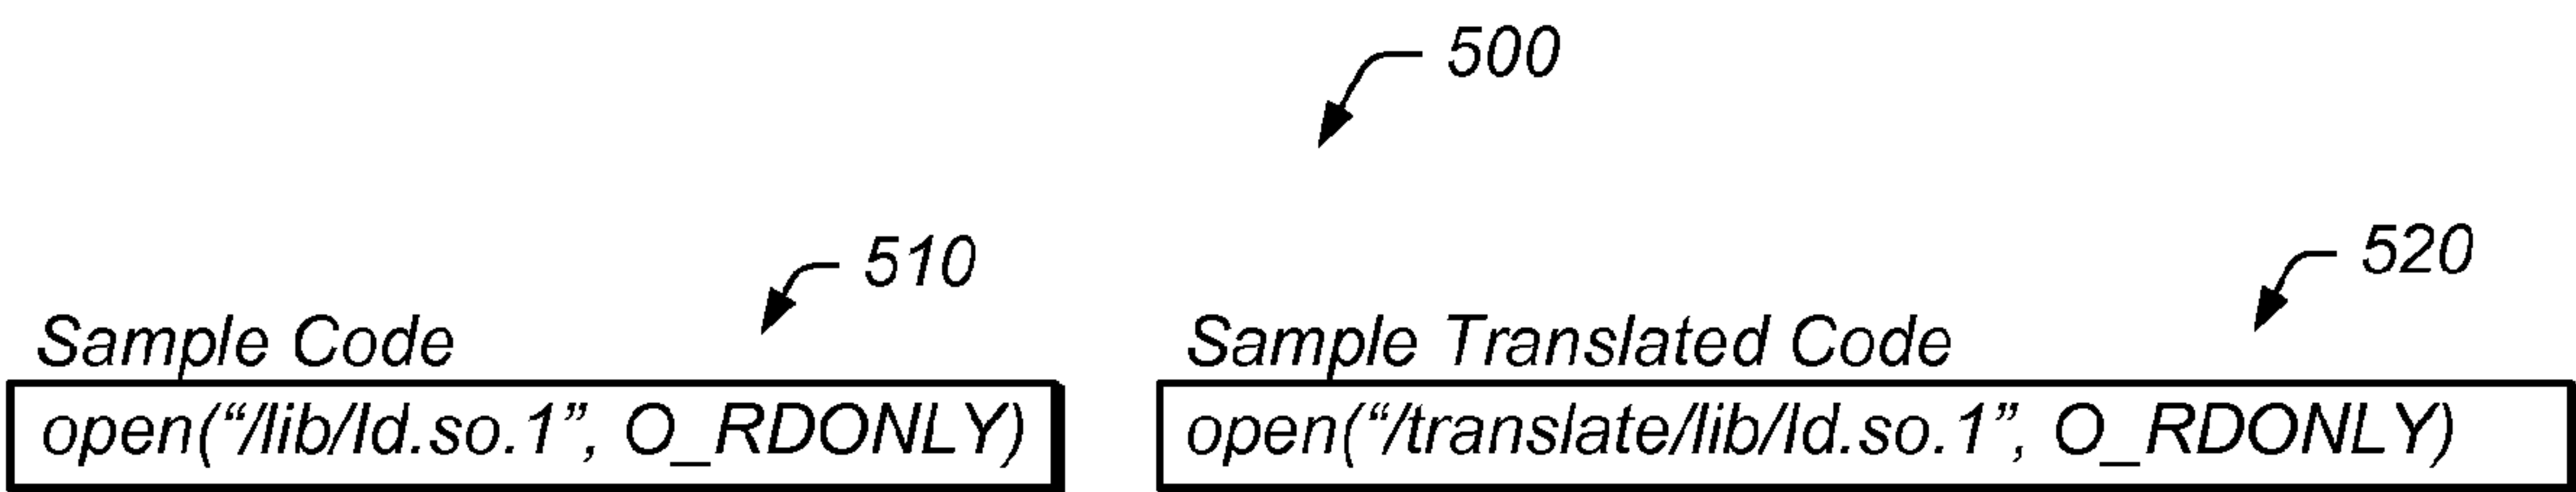 500
510
520
Sample Code
Sample Translated Code
open(“/lib/ld.so.1”, O_RDONLY)
open(“/translate/lib/ld.so.1”, O_RDONLY)